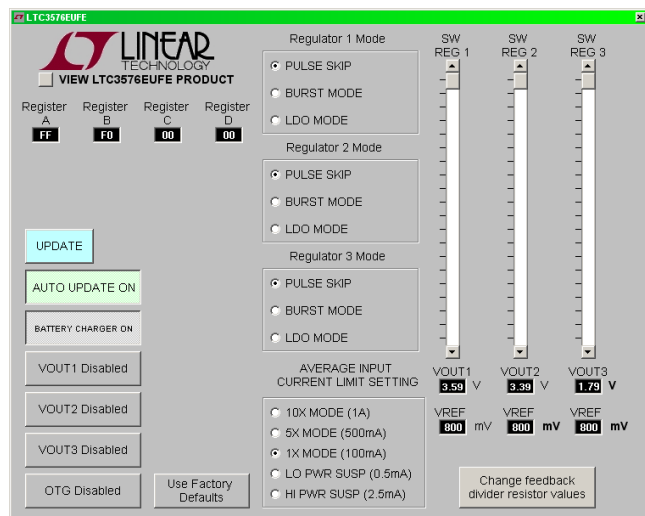 LTC3576EUFE
LINEAR
TECHNOLOGY
VIEW LTC3576EUFE PRODUCT
Register A
Register B
Register C
Register D
FF
F0
00
00
UPDATE
AUTO UPDATE ON
BATTERY CHARGER ON
VOUT1 Disabled
VOUT2 Disabled
VOUT3 Disabled
OTG Disabled
Use Factory
Defaults
Regulator 1 Mode
PULSE SKIP
BURST MODE
LDO MODE
Regulator 2 Mode
PULSE SKIP
BURST MODE
LDO MODE
Regulator 3 Mode
PULSE SKIP
BURST MODE
LDO MODE
AVERAGE INPUT
CURRENT LIMIT SETTING
10X MODE (1A)
5X MODE (500mA)
1X MODE (100mA)
LO PWR SUSP (0.5mA)
HI PWR SUSP (2.5mA)
SW
REG 1
SW
REG 2
SW
REG 3
VOUT1
3.59 V
VOUT2
3.39 V
VOUT3
1.79 V
VREF
800 mV
VREF
800 mV
VREF
800 mV
Change feedback
divider resistor values